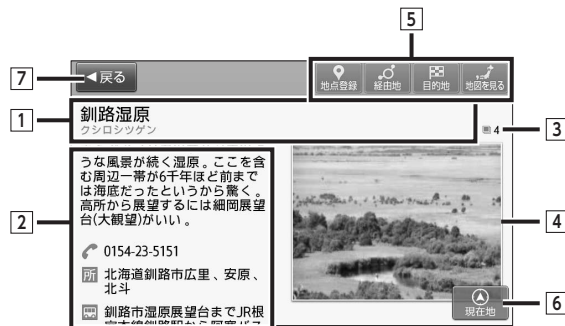 5
7
戻る
地点登録
経由地
目的地
地図を見る
1
釧路湿原
クシロシツゲン
4
3
うな風景が続く湿原。ここを含
む周辺一帯が6千年ほど前まで
は海底だったというから驚く。
高所から展望するには細岡展望
台(大観望)がいい。
2
4
0154-23-5151
所 北海道釧路市広里、安原、
北斗
現在地
6
釧路市湿原展望台までJR根